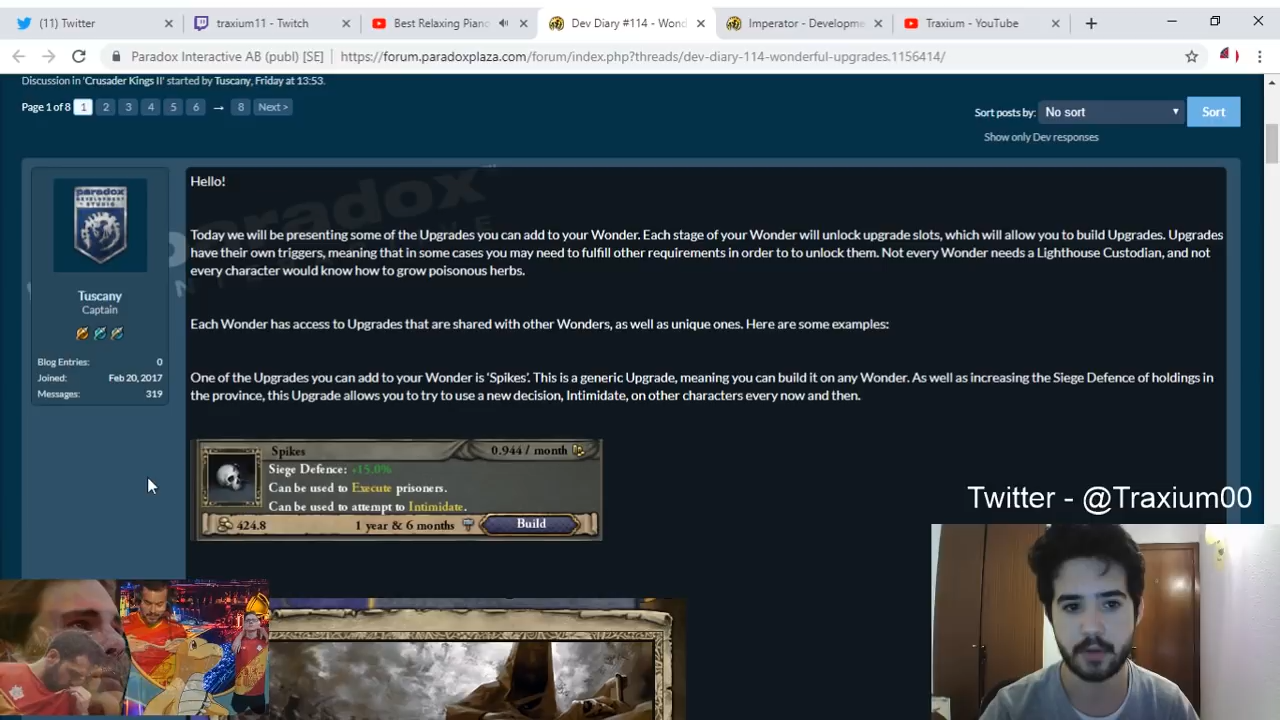 (11) Twitter
traxium11 - Twitch
Best Relaxing Piano
Dev Diary #114 - Wond
Imperator - Developme
Traxium - YouTube
Paradox Interactive AB (publ) [SE]
https://forum.paradoxplaza.com/forum/index.php?threads/dev-diary-114-wonderful-upgrades.1156414/
Discussion in 'Crusader Kings II' started by Tuscany, Friday at 13:53.
Page 1 of 8 1 2 3 4 5 6 → 8 Next >
Sort posts by: No sort Sort
Show only Dev responses
Hello!
Today we will be presenting some of the Upgrades you can add to your Wonder. Each stage of your Wonder will unlock upgrade slots, which will allow you to build Upgrades. Upgrades
have their own triggers, meaning that in some cases you may need to fulfill other requirements in order to to unlock them. Not every Wonder needs a Lighthouse Custodian, and not
every character would know how to grow poisonous herbs.
Tuscany
Captain
Blog Entries: 0
Joined: Feb 20, 2017
Messages: 319
Each Wonder has access to Upgrades that are shared with other Wonders, as well as unique ones. Here are some examples:
One of the Upgrades you can add to your Wonder is 'Spikes'. This is a generic Upgrade, meaning you can build it on any Wonder. As well as increasing the Siege Defence of holdings in
the province, this Upgrade allows you to try to use a new decision, Intimidate, on other characters every now and then.
Spikes 0.944 / month
Siege Defence: +15.0%
Can be used to Execute prisoners.
Can be used to attempt to Intimidate.
424.8 1 year & 6 months Build
Twitter - @Traxium00